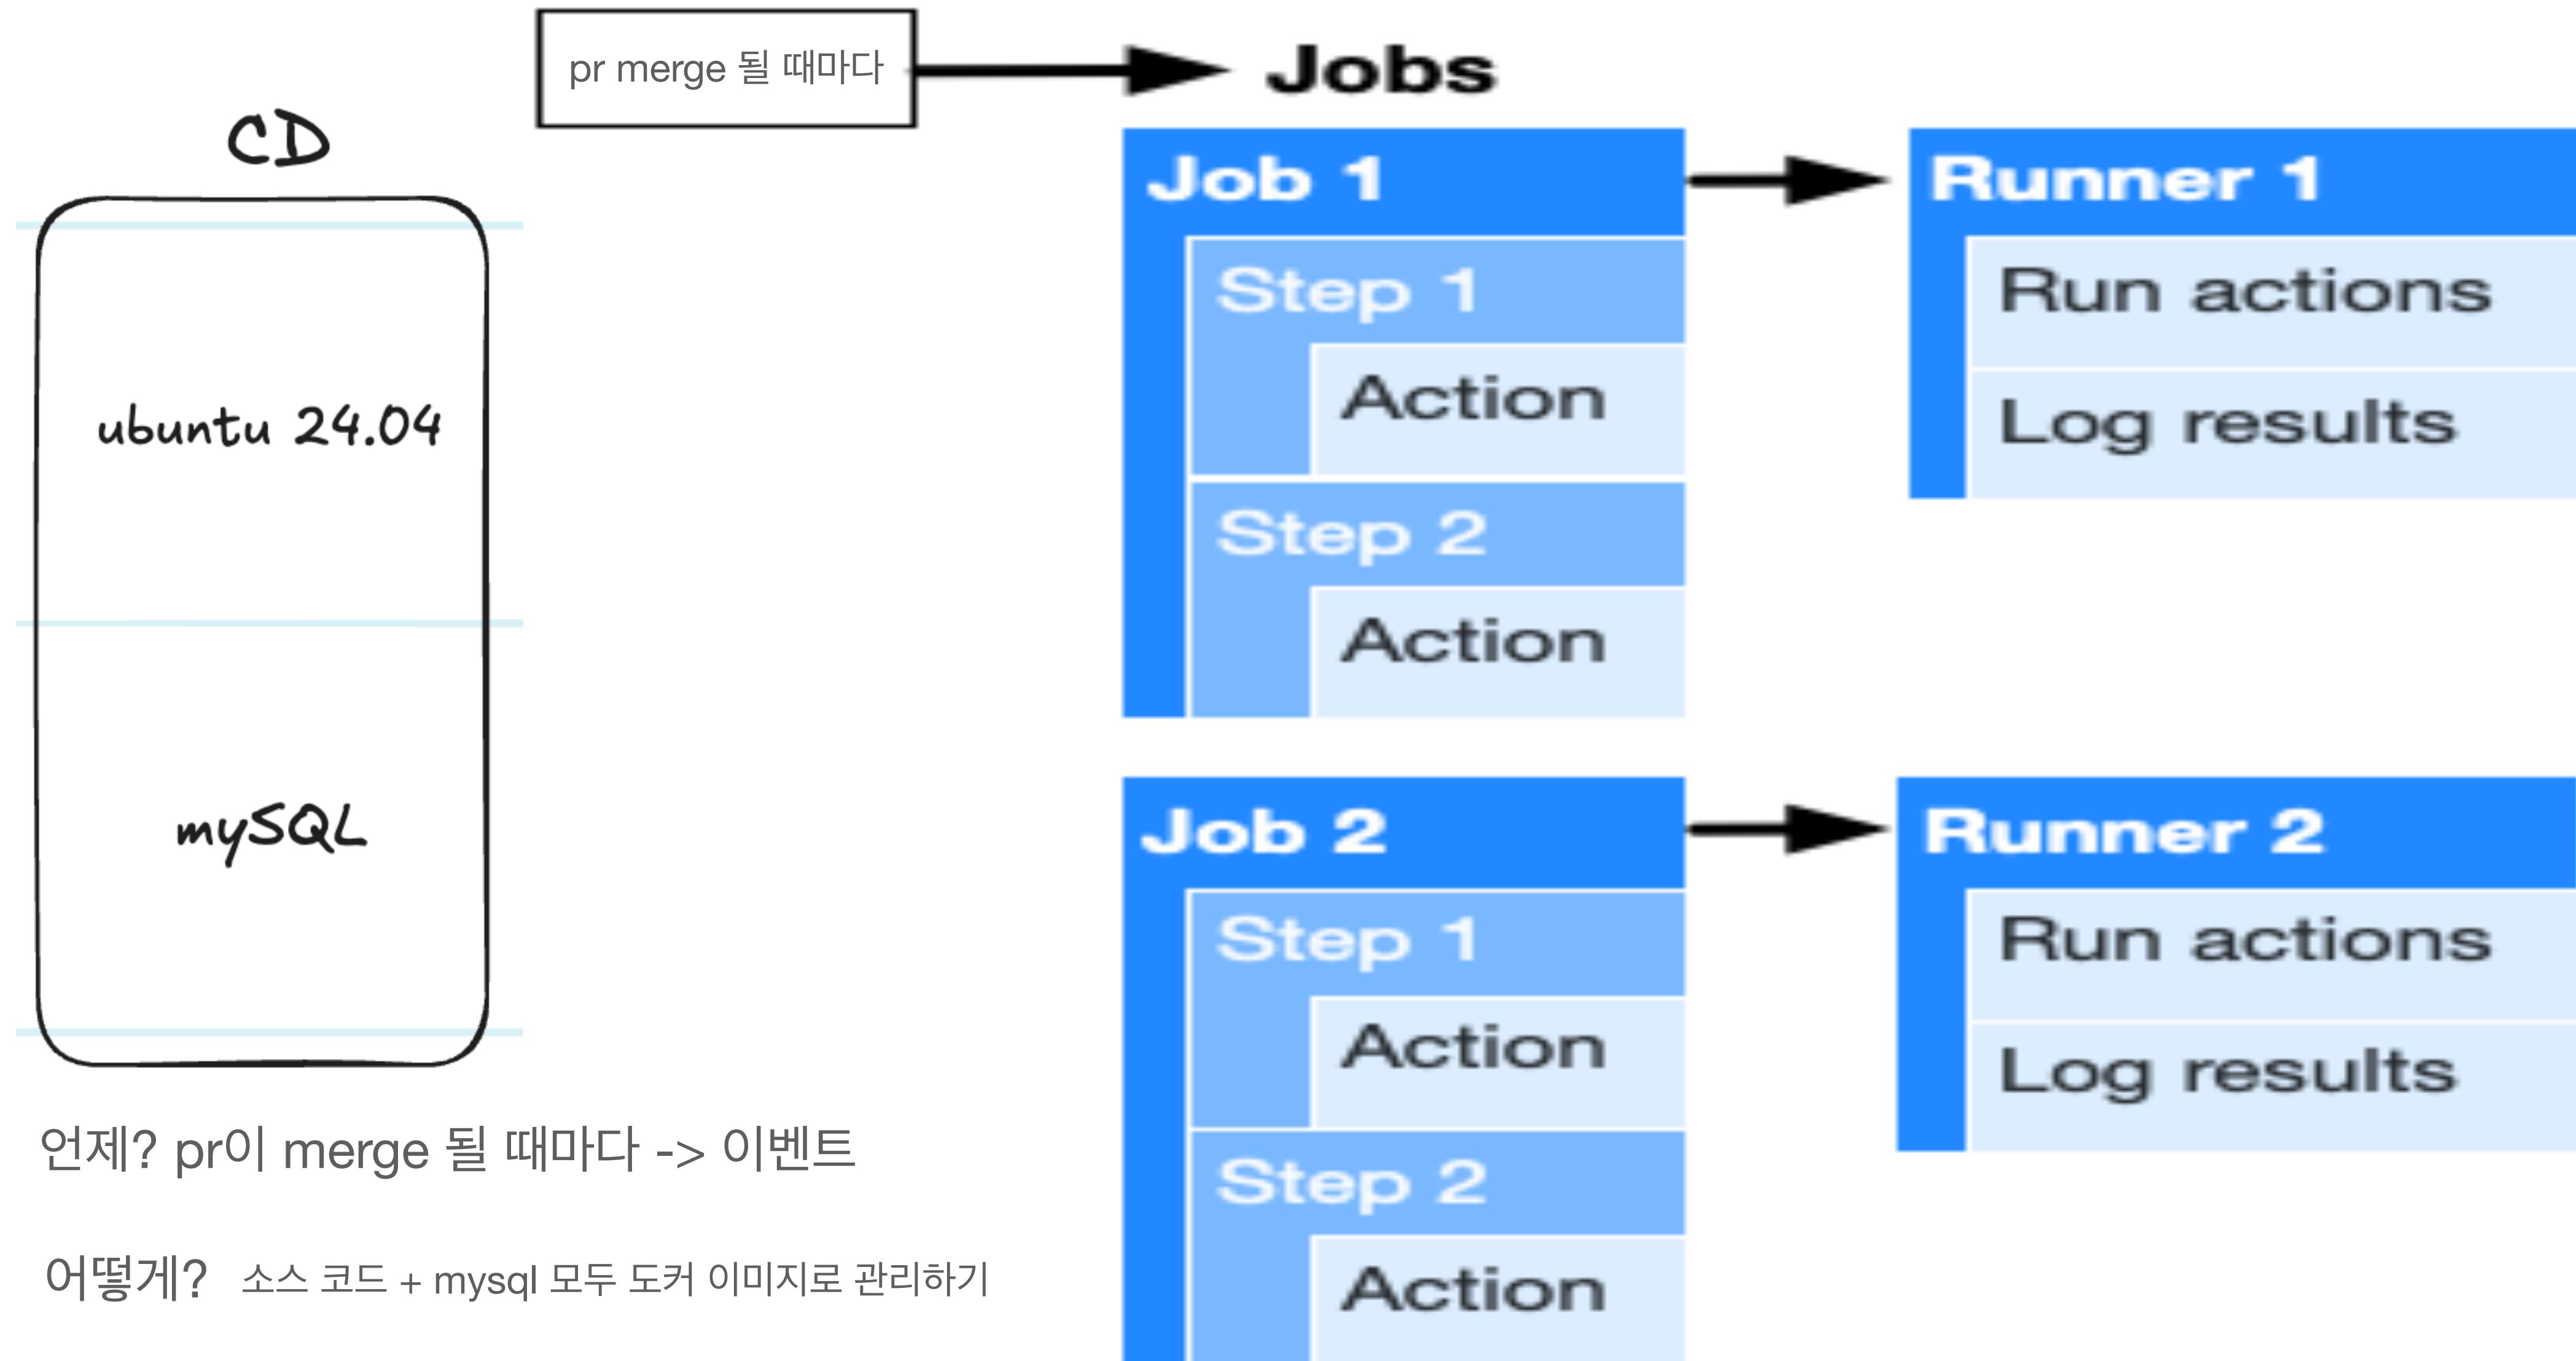 pr merge 될 때마다
Jobs
CD
ubuntu 24.04
mySQL
언제? pr이 merge 될 때마다 -> 이벤트
어떻게? 소스 코드 + mysql 모두 도커 이미지로 관리하기
Job 1
Step 1
Action
Step 2
Action
Runner 1
Run actions
Log results
Job 2
Step 1
Action
Step 2
Action
Runner 2
Run actions
Log results